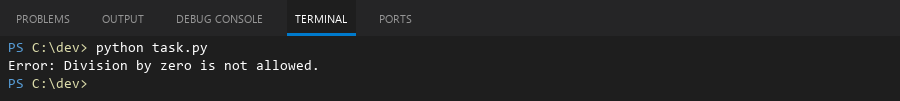 PROBLEMS OUTPUT DEBUG CONSOLE TERMINAL PORTS
PS C:\dev> python task.py
Error: Division by zero is not allowed.
PS C:\dev>